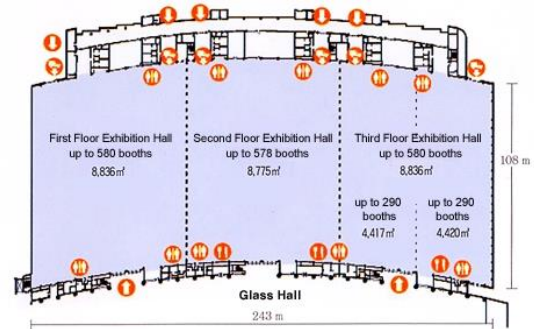 First Floor Exhibition Hall
up to 580 booths
8,836㎡
Second Floor Exhibition Hall
up to 578 booths
8,775㎡
Third Floor Exhibition Hall
up to 580 booths
8,836㎡
up to 290
booths
4,417㎡
up to 290
booths
4,420㎡
108 m
Glass Hall
243 m